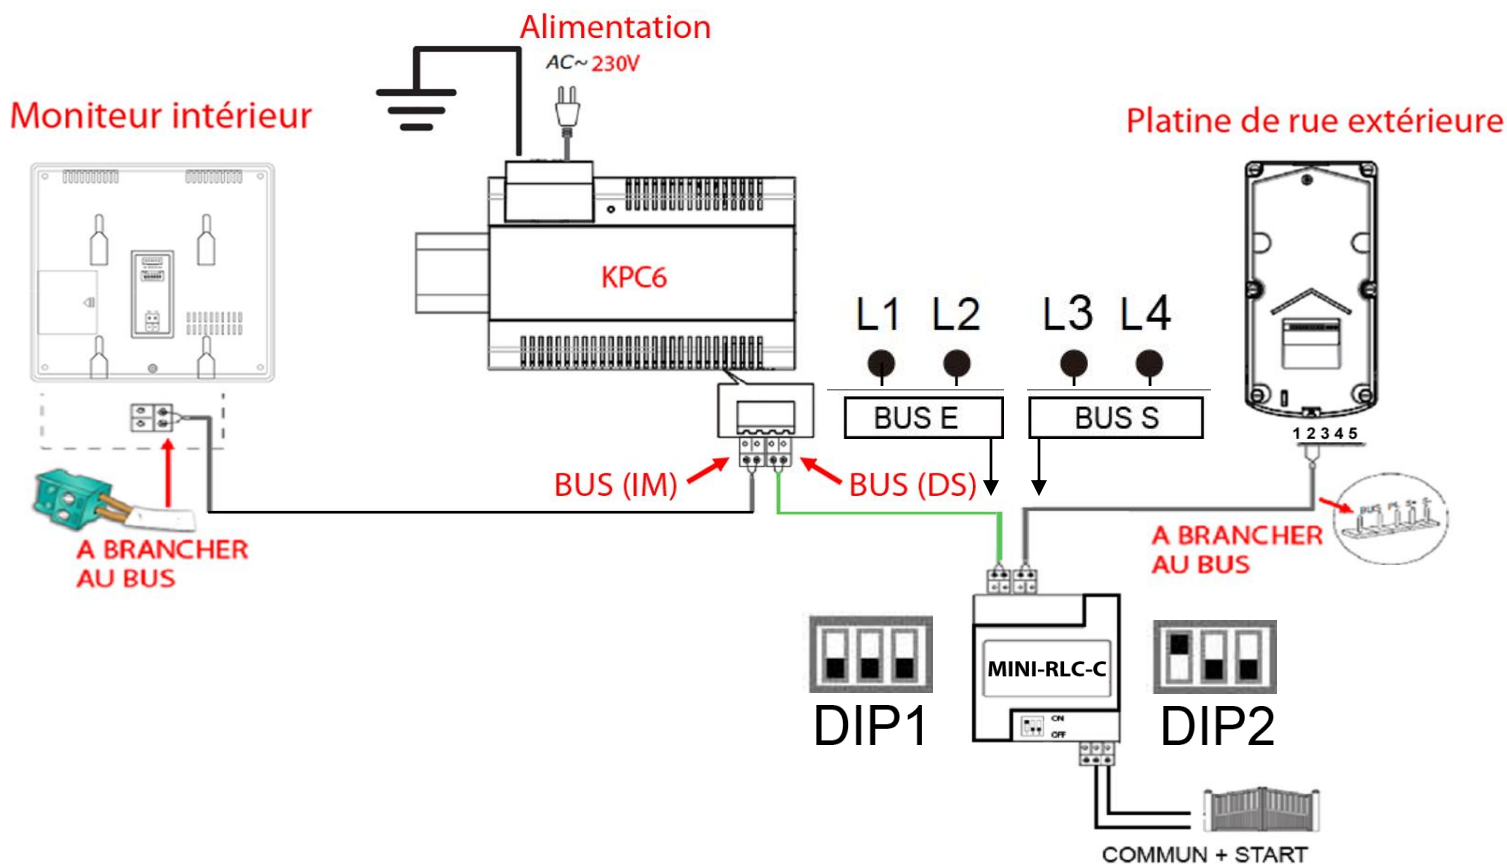 Alimentation
AC~ 230V
Moniteur intérieur
Platine de rue extérieure
KPC6
L1 L2 L3 L4
BUS E
BUS S
1 2 3 4 5
BUS (IM)
BUS (DS)
A BRANCHER
AU BUS
A BRANCHER
AU BUS
BUS PL S+ S-
MINI-RLC-C
ON
OFF
DIP1
DIP2
COMMUN + START